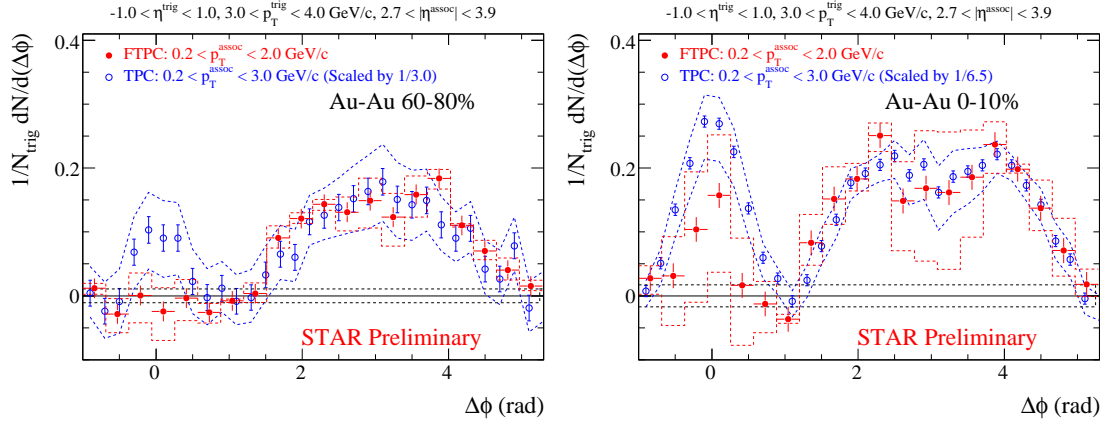 -1.0 < η^trig < 1.0, 3.0 < p_T^trig < 4.0 GeV/c, 2.7 < |η^assoc| < 3.9
1/N_trig dN/d(Δϕ)
0.4
0.2
0
FTPC: 0.2 < p_T^assoc < 2.0 GeV/c
TPC: 0.2 < p_T^assoc < 3.0 GeV/c (Scaled by 1/3.0)
Au-Au 60-80%
STAR Preliminary
0 2 4
Δϕ (rad)
-1.0 < η^trig < 1.0, 3.0 < p_T^trig < 4.0 GeV/c, 2.7 < |η^assoc| < 3.9
1/N_trig dN/d(Δϕ)
0.4
0.2
0
FTPC: 0.2 < p_T^assoc < 2.0 GeV/c
TPC: 0.2 < p_T^assoc < 3.0 GeV/c (Scaled by 1/6.5)
Au-Au 0-10%
STAR Preliminary
0 2 4
Δϕ (rad)